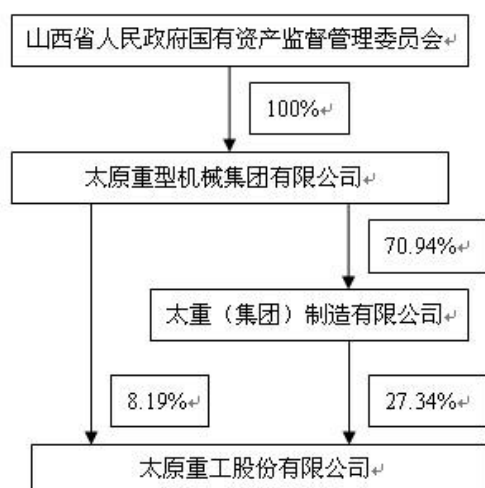 山西省人民政府国有资产监督管理委员会
100%
太原重型机械集团有限公司
70.94%
太重（集团）制造有限公司
8.19%
27.34%
太原重工股份有限公司